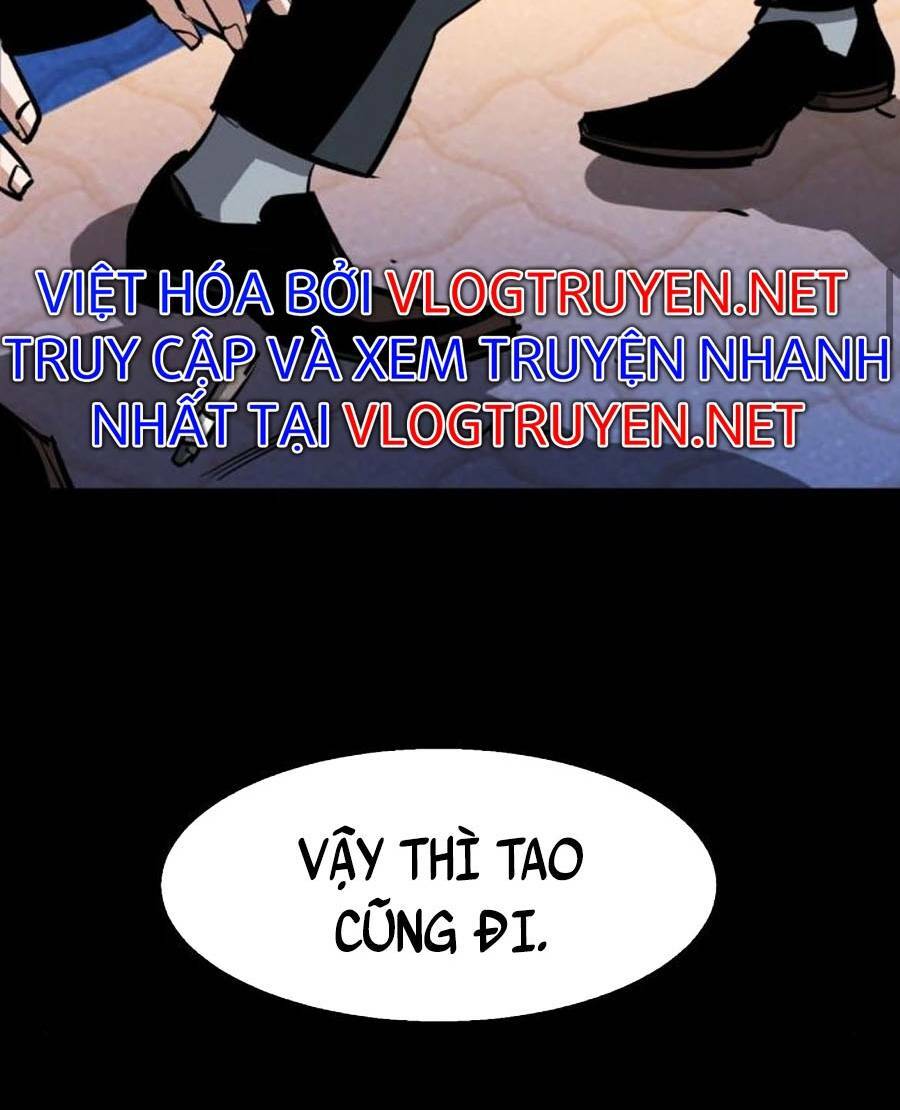 VIỆT HÓA BỞI VLOGTRUYEN.NET
TRUY CẬP VÀ XEM TRUYỆN NHANH
NHẤT TẠI VLOGTRUYEN.NET
VẬY THÌ TAO
CŨNG ĐI.